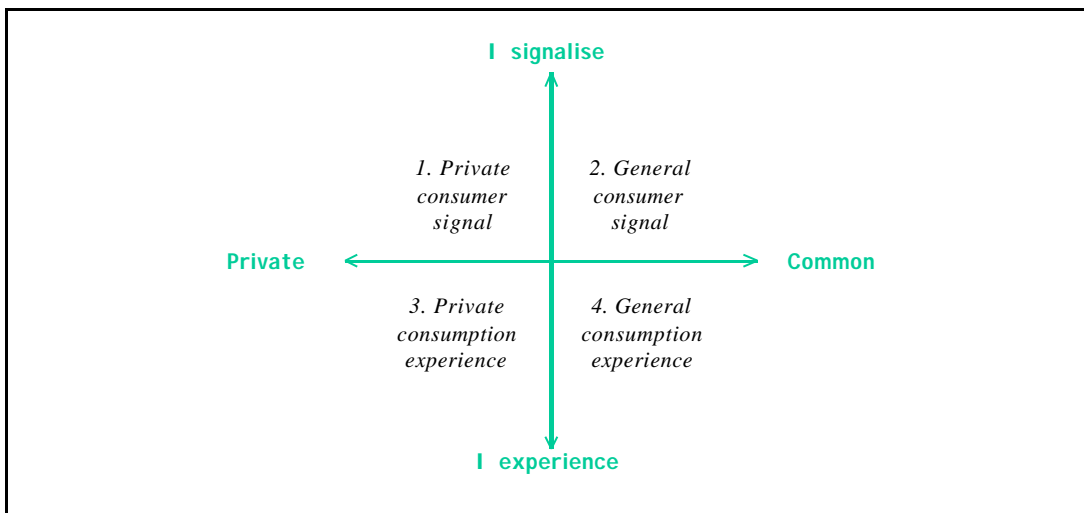 I signalise
1. Private
consumer
signal
2. General
consumer
signal
Private
Common
3. Private
consumption
experience
4. General
consumption
experience
I experience